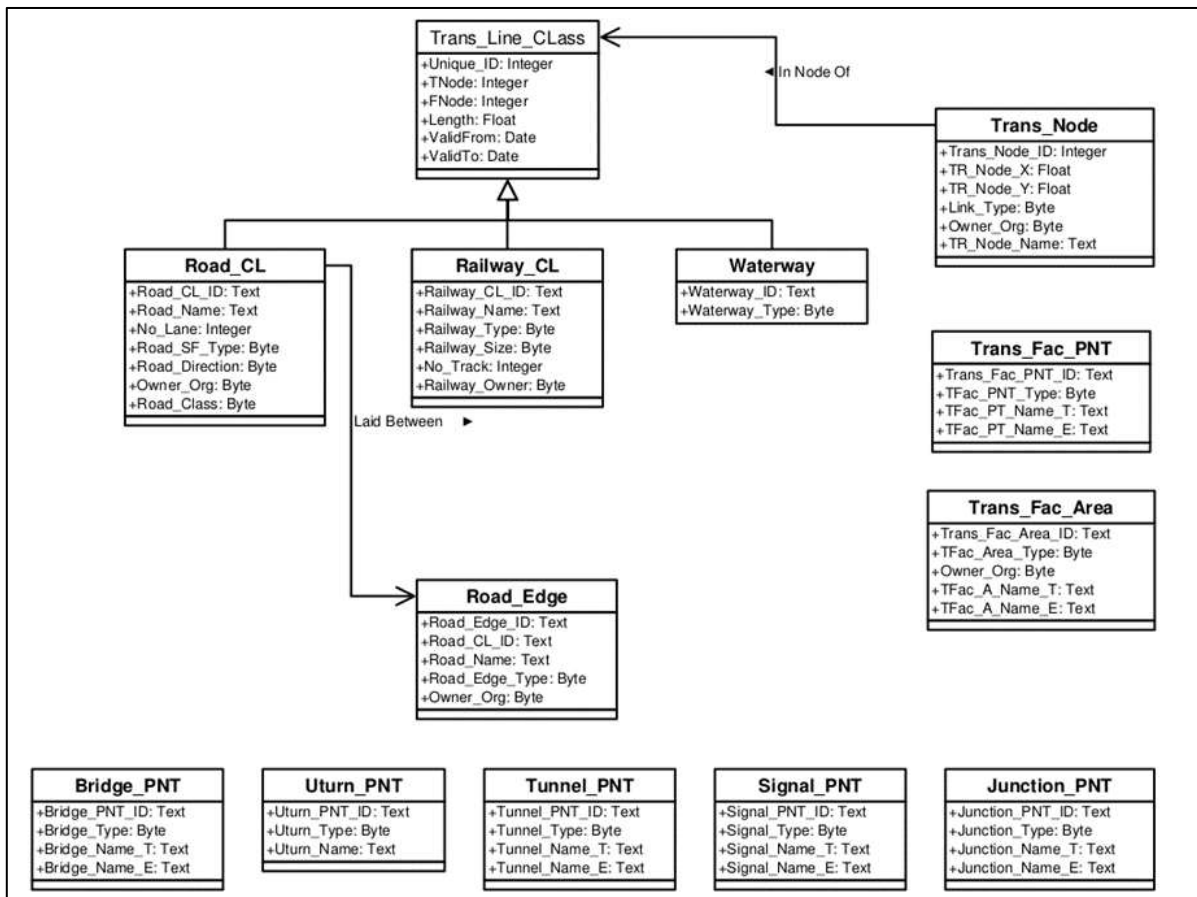 Trans_Line_CLass
+Unique_ID: Integer
+TNode: Integer
+FNode: Integer
+Length: Float
+ValidFrom: Date
+ValidTo: Date
◄ In Node Of
Trans_Node
+Trans_Node_ID: Integer
+TR_Node_X: Float
+TR_Node_Y: Float
+Link_Type: Byte
+Owner_Org: Byte
+TR_Node_Name: Text
Road_CL
+Road_CL_ID: Text
+Road_Name: Text
+No_Lane: Integer
+Road_SF_Type: Byte
+Road_Direction: Byte
+Owner_Org: Byte
+Road_Class: Byte
Railway_CL
+Railway_CL_ID: Text
+Railway_Name: Text
+Railway_Type: Byte
+Railway_Size: Byte
+No_Track: Integer
+Railway_Owner: Byte
Waterway
+Waterway_ID: Text
+Waterway_Type: Byte
Laid Between ►
Trans_Fac_PNT
+Trans_Fac_PNT_ID: Text
+TFac_PNT_Type: Byte
+TFac_PT_Name_T: Text
+TFac_PT_Name_E: Text
Trans_Fac_Area
+Trans_Fac_Area_ID: Text
+TFac_Area_Type: Byte
+Owner_Org: Byte
+TFac_A_Name_T: Text
+TFac_A_Name_E: Text
Road_Edge
+Road_Edge_ID: Text
+Road_CL_ID: Text
+Road_Name: Text
+Road_Edge_Type: Byte
+Owner_Org: Byte
Bridge_PNT
+Bridge_PNT_ID: Text
+Bridge_Type: Byte
+Bridge_Name_T: Text
+Bridge_Name_E: Text
Uturn_PNT
+Uturn_PNT_ID: Text
+Uturn_Type: Byte
+Uturn_Name: Text
Tunnel_PNT
+Tunnel_PNT_ID: Text
+Tunnel_Type: Byte
+Tunnel_Name_T: Text
+Tunnel_Name_E: Text
Signal_PNT
+Signal_PNT_ID: Text
+Signal_Type: Byte
+Signal_Name_T: Text
+Signal_Name_E: Text
Junction_PNT
+Junction_PNT_ID: Text
+Junction_Type: Byte
+Junction_Name_T: Text
+Junction_Name_E: Text